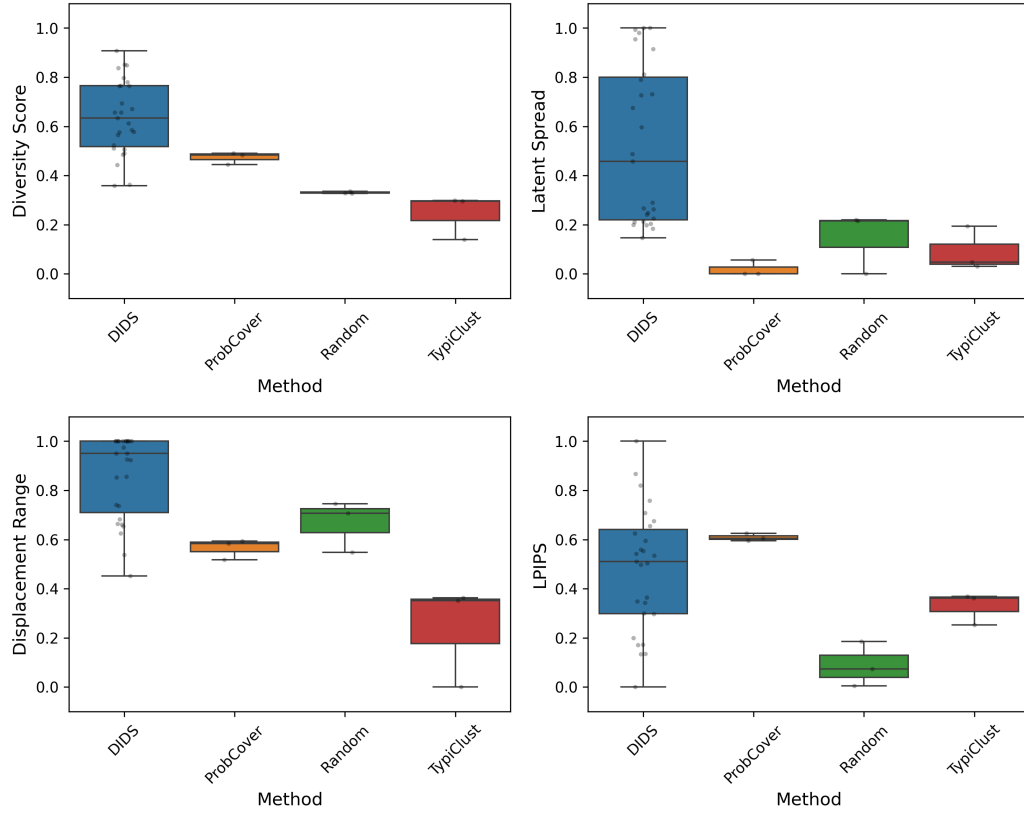 Diversity Score
1.0
0.8
0.6
0.4
0.2
0.0
DIDS
ProbCover
Random
TypiClust
Method
Latent Spread
1.0
0.8
0.6
0.4
0.2
0.0
DIDS
ProbCover
Random
TypiClust
Method
Displacement Range
1.0
0.8
0.6
0.4
0.2
0.0
DIDS
ProbCover
Random
TypiClust
Method
LPIPS
1.0
0.8
0.6
0.4
0.2
0.0
DIDS
ProbCover
Random
TypiClust
Method